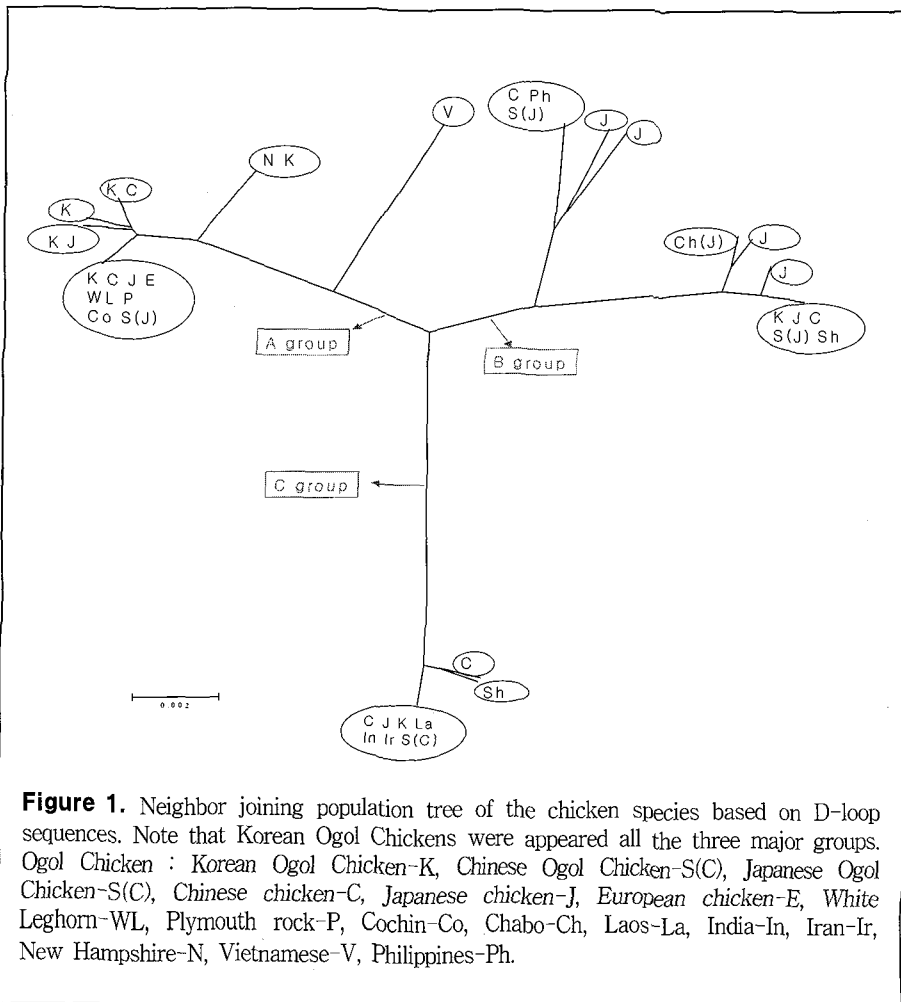 V
C Ph
S(J)
J
J
N K
K C
K
K J
K C J E
WL P
Co S(J)
Ch(J)
J
J
K J C
S(J) Sh
A group
B group
C group
C
Sh
0.002
C J K La
In Ir S(C)
Figure 1. Neighbor joining population tree of the chicken species based on D-loop
sequences. Note that Korean Ogol Chickens were appeared all the three major groups.
Ogol Chicken : Korean Ogol Chicken-K, Chinese Ogol Chicken-S(C), Japanese Ogol
Chicken-S(C), Chinese chicken-C, Japanese chicken-J, European chicken-E, White
Leghorn-WL, Plymouth rock-P, Cochin-Co, Chabo-Ch, Laos-La, India-In, Iran-Ir,
New Hampshire-N, Vietnamese-V, Philippines-Ph.